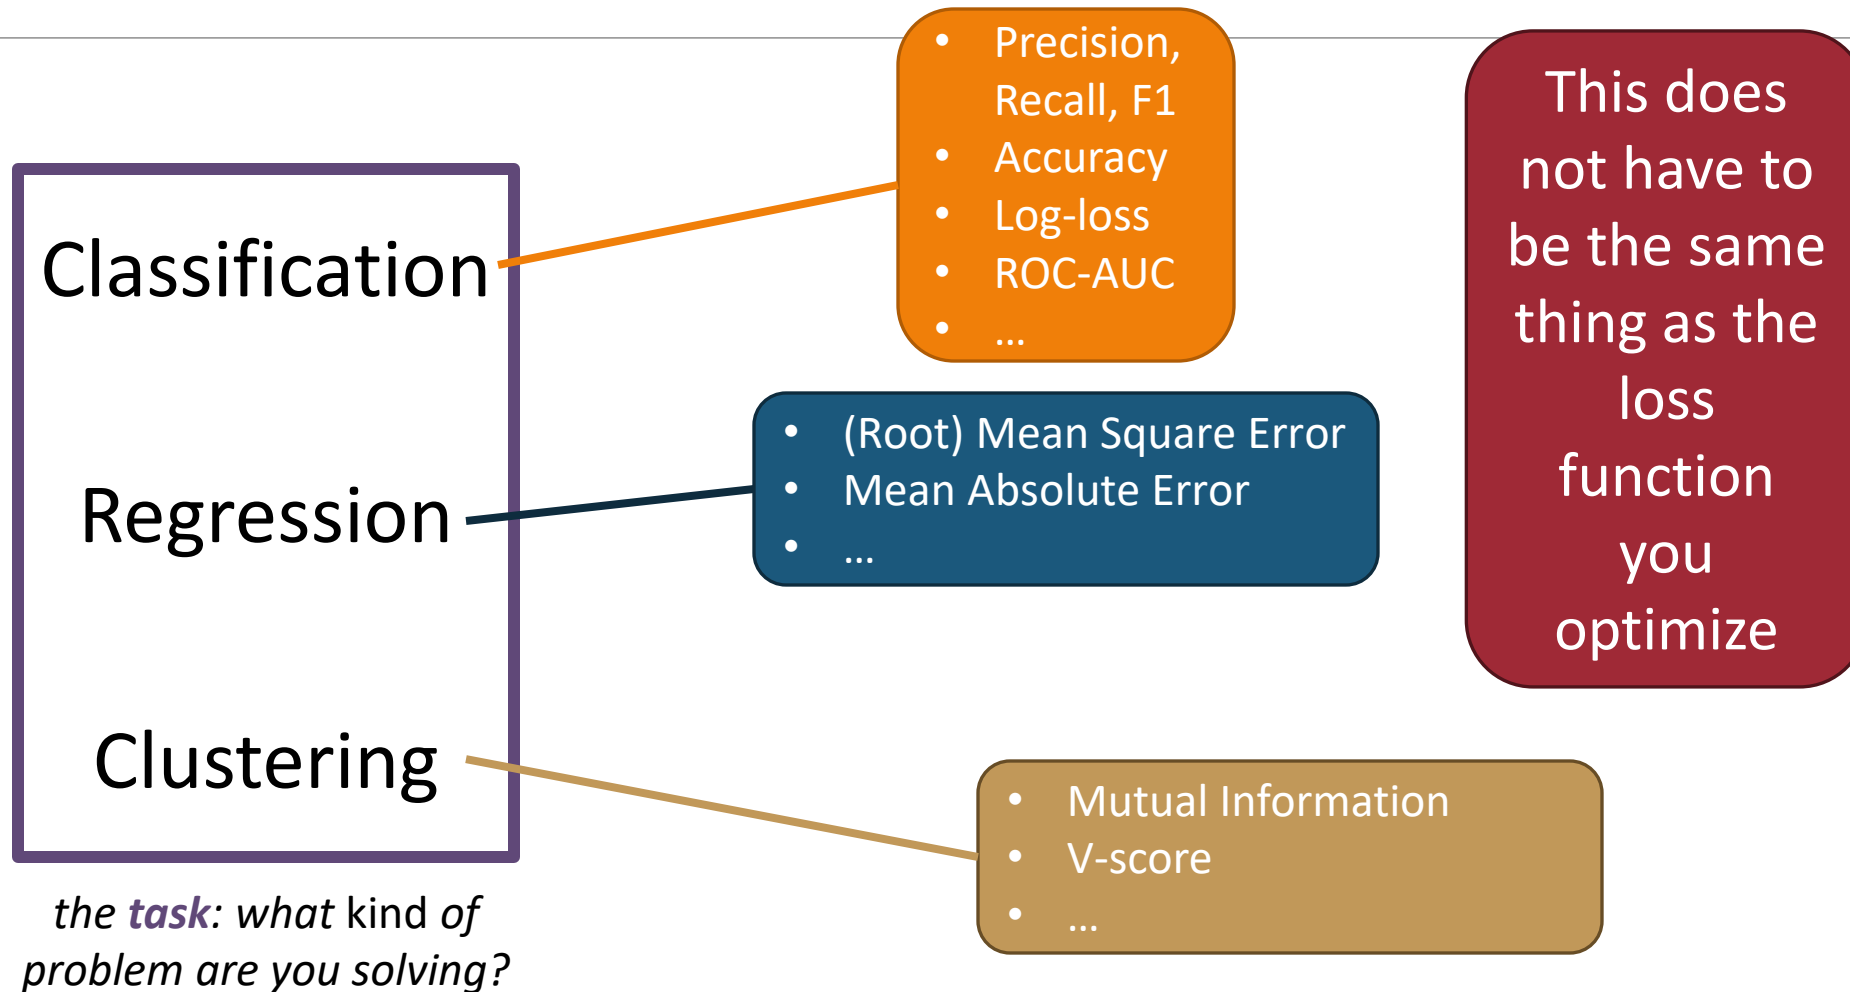 Classification
Regression
Clustering
the task: what kind of
problem are you solving?
• Precision,
Recall, F1
• Accuracy
• Log-loss
• ROC-AUC
• …
• (Root) Mean Square Error
• Mean Absolute Error
• …
• Mutual Information
• V-score
• …
This does
not have to
be the same
thing as the
loss
function
you
optimize